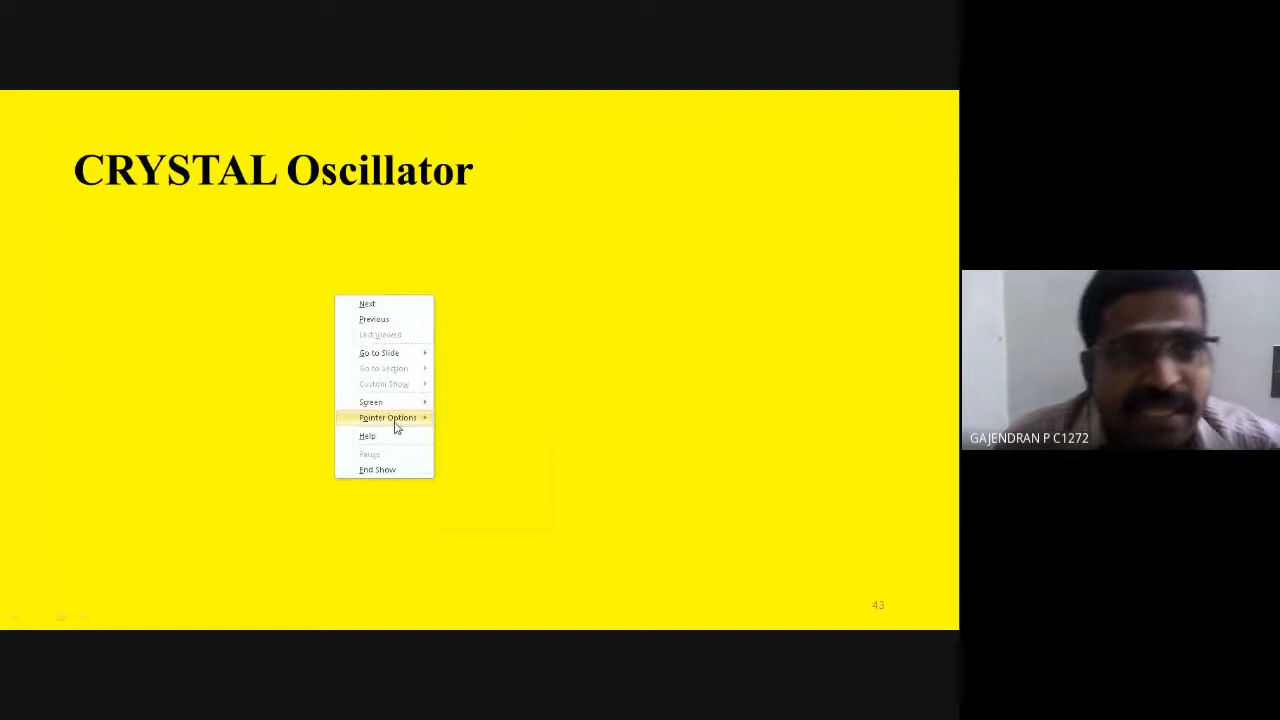 CRYSTAL Oscillator
Next
Previous
Last Viewed
Go to Slide
Go to Section
Custom Show
Screen
Pointer Options
Help
Pause
End Show
43
GAJENDRAN P C1272